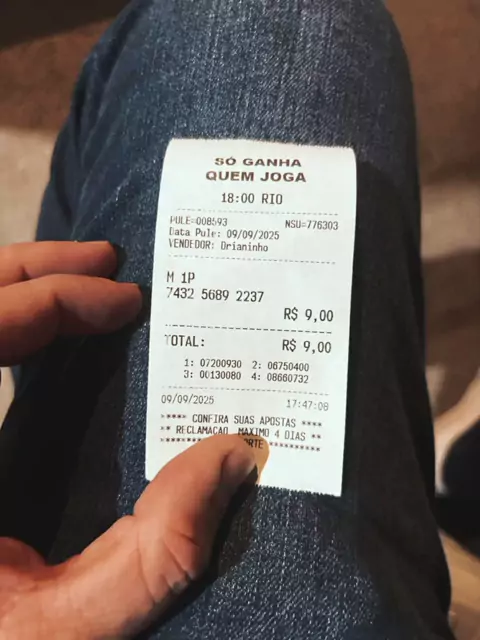 SÓ GANHA
QUEM JOGA
18:00 RIO
PULE=008593 NSU=776303
Data Pule: 09/09/2025
VENDEDOR: Drianinho
M 1P
7432 5689 2237
R$ 9,00
TOTAL: R$ 9,00
1: 07200930 2: 06750400
3: 00130080 4: 08660732
09/09/2025 17:47:08
**** CONFIRA SUAS APOSTAS ****
** RECLAMACAO MAXIMO 4 DIAS **